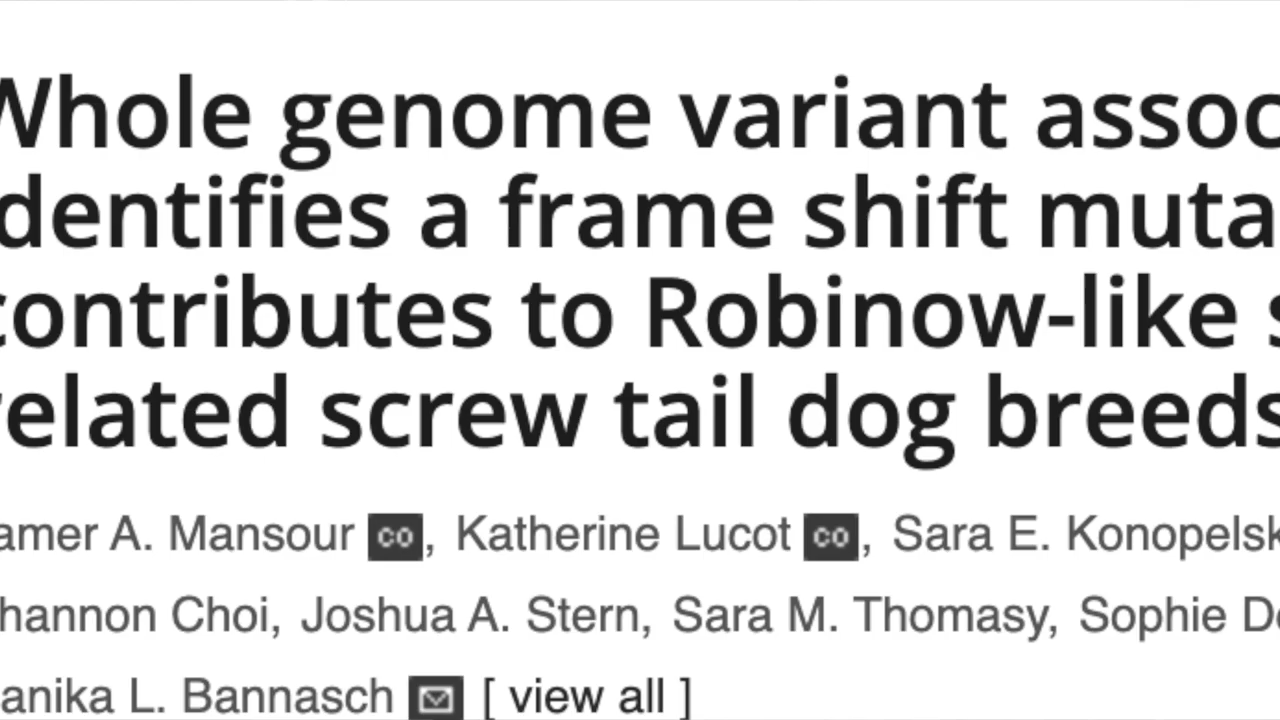 Whole genome variant assoc
dentifies a frame shift muta
contributes to Robinow-like s
related screw tail dog breeds
amer A. Mansour co, Katherine Lucot co, Sara E. Konopelsk
hannon Choi, Joshua A. Stern, Sara M. Thomasy, Sophie De
anika L. Bannasch [ view all ]